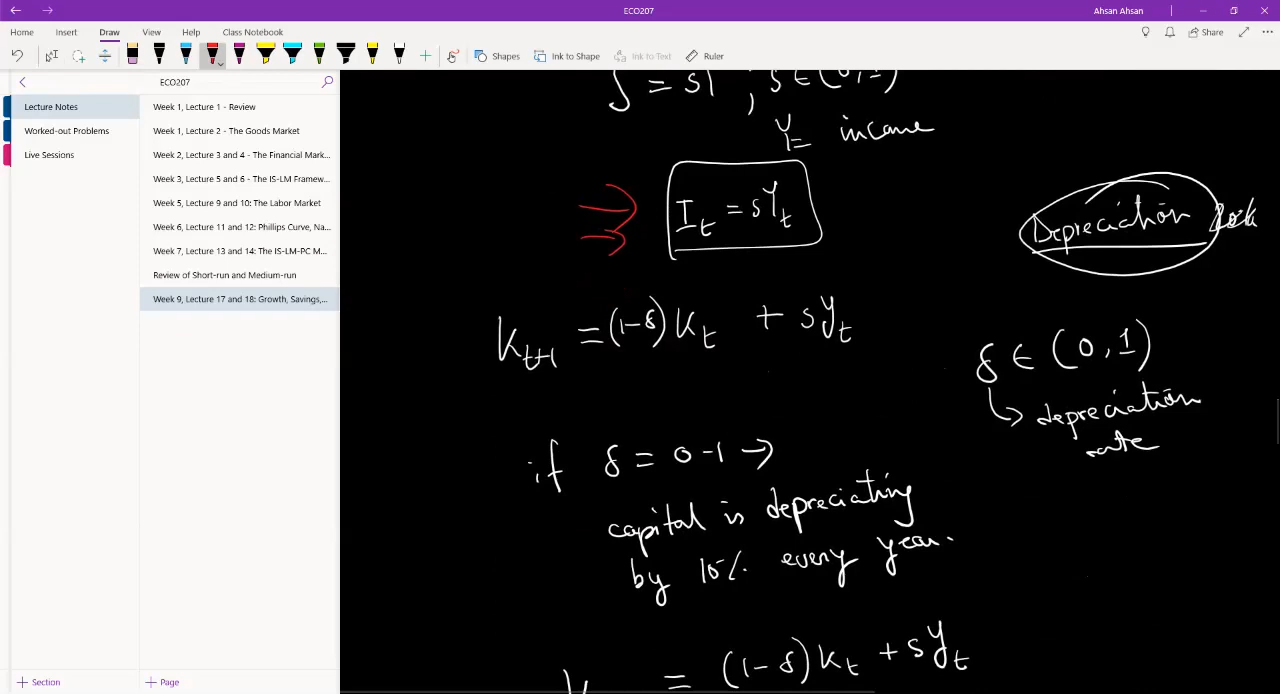 ECO207
Ahsan Ahsan
Home Insert Draw View Help Class Notebook
Share
Shapes Ink to Shape Ink to Text Ruler
ECO207
Lecture Notes
Worked-out Problems
Live Sessions
Week 1, Lecture 1 - Review
Week 1, Lecture 2 - The Goods Market
Week 2, Lecture 3 and 4 - The Financial Mark...
Week 3, Lecture 5 and 6 - The IS-LM Framew...
Week 5, Lecture 9 and 10: The Labor Market
Week 6, Lecture 11 and 12: Phillips Curve, Na...
Week 7, Lecture 13 and 14: The IS-LM-PC M...
Review of Short-run and Medium-run
Week 9, Lecture 17 and 18: Growth, Savings,...
Section
Page
S = sY ; s ∈ (0,1)
Y = income
I_t = sY_t
Depreciation
K_{t+1} = (1-δ)K_t + sY_t
δ ∈ (0,1)
↳ depreciation
rate
if δ = 0.1 →
capital is depreciating
by 10% every year.
= (1-δ)K_t + sY_t